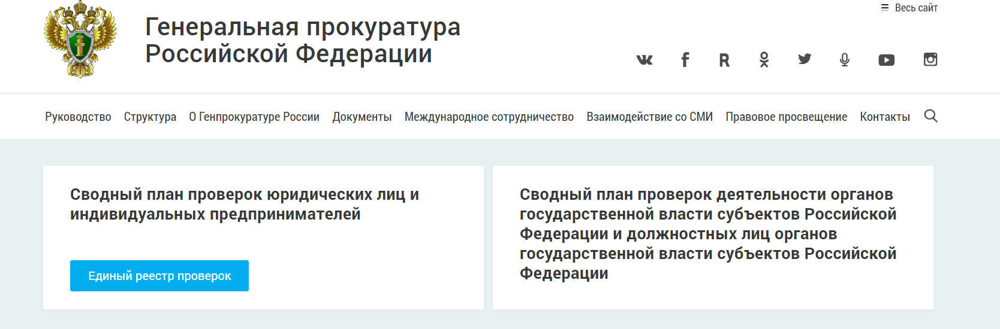 Весь сайт
Генеральная прокуратура
Российской Федерации
Руководство Структура О Генпрокуратуре России Документы Международное сотрудничество Взаимодействие со СМИ Правовое просвещение Контакты
Сводный план проверок юридических лиц и
индивидуальных предпринимателей
Единый реестр проверок
Сводный план проверок деятельности органов
государственной власти субъектов Российской
Федерации и должностных лиц органов
государственной власти субъектов Российской
Федерации